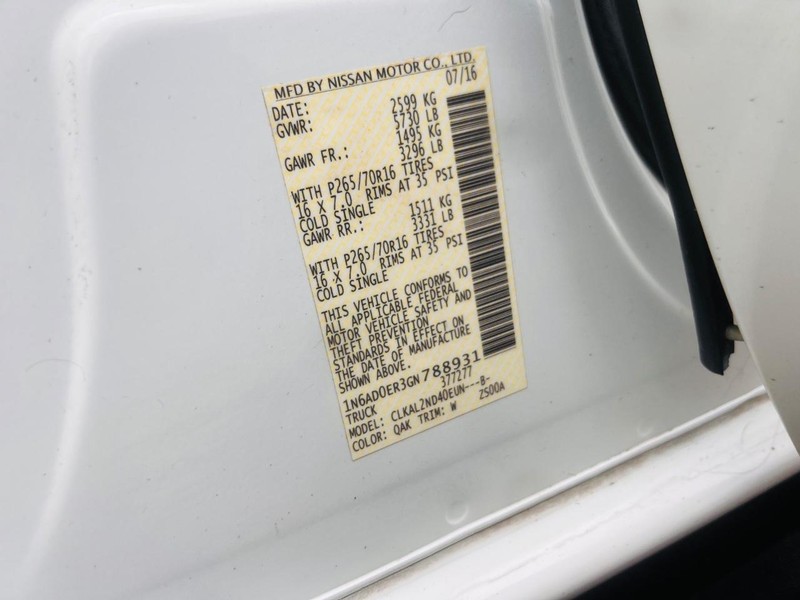 MFD BY NISSAN MOTOR CO., LTD.
DATE: 07/16
GVWR: 2599 KG
5730 LB
GAWR FR.: 1495 KG
3296 LB
WITH P265/70R16 TIRES
16 X 7.0 RIMS AT 35 PSI
COLD SINGLE
GAWR RR.: 1511 KG
3331 LB
WITH P265/70R16 TIRES
16 X 7.0 RIMS AT 35 PSI
COLD SINGLE
THIS VEHICLE CONFORMS TO
ALL APPLICABLE FEDERAL
MOTOR VEHICLE SAFETY AND
THEFT PREVENTION
STANDARDS IN EFFECT ON
THE DATE OF MANUFACTURE
SHOWN ABOVE.
1N6AD0ER3GN788931
TRUCK 377277
MODEL: CLKAL2ND40EUN---B-
COLOR: QAK TRIM: W ZS00A